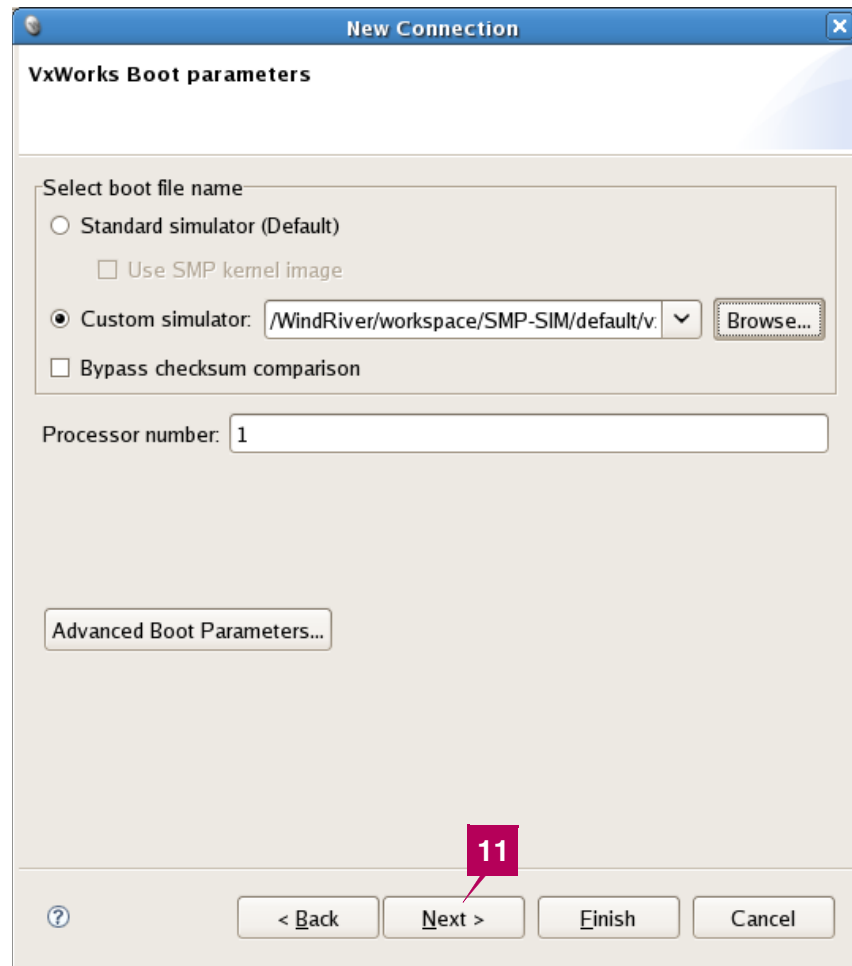 New Connection
VxWorks Boot parameters
Select boot file name
Standard simulator (Default)
Use SMP kernel image
Custom simulator: /WindRiver/workspace/SMP-SIM/default/v Browse...
Bypass checksum comparison
Processor number: 1
Advanced Boot Parameters...
11
< Back Next > Finish Cancel